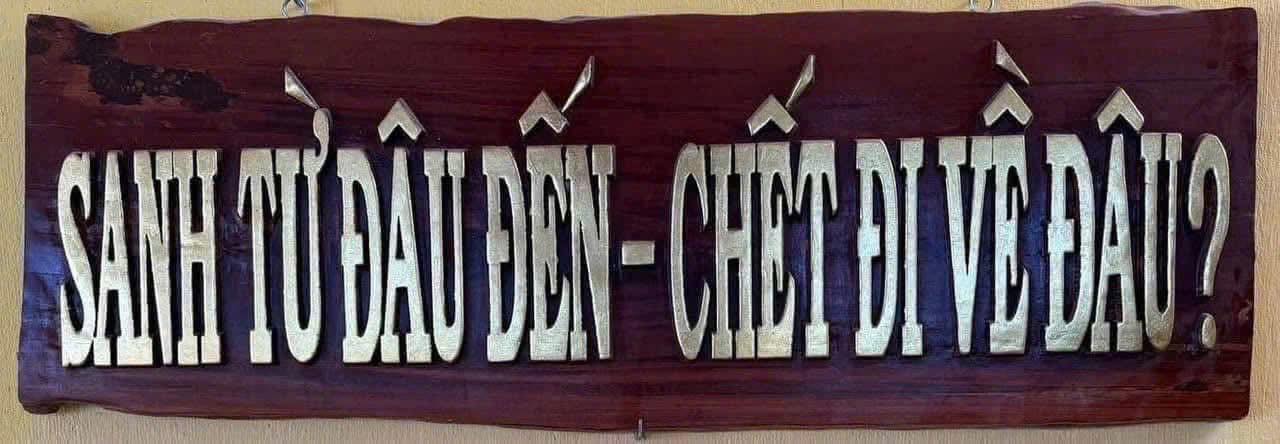 SANH TỪ ĐÂU ĐẾN - CHẾT ĐI VỀ ĐÂU?